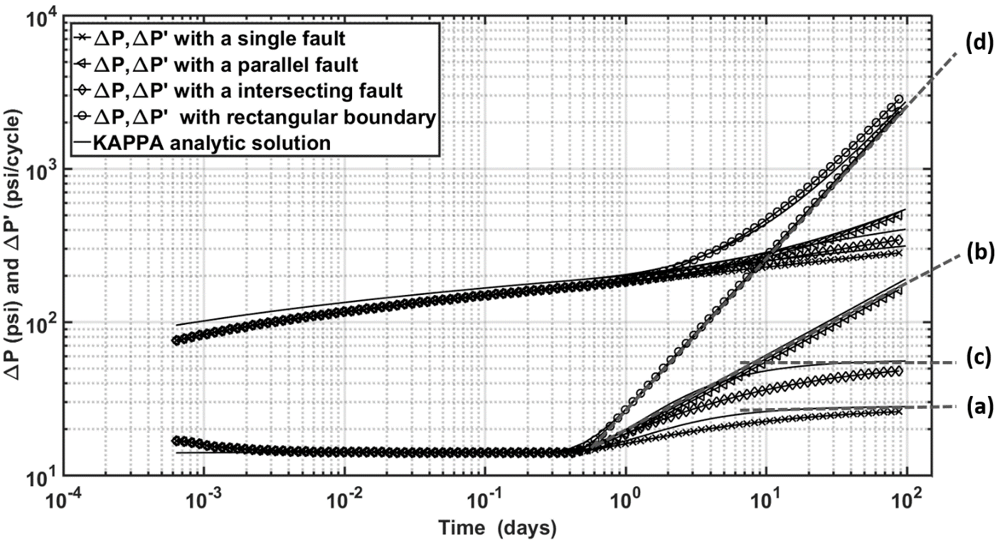 10^4
10^3
10^2
10^1
ΔP (psi) and ΔP' (psi/cycle)
ΔP,ΔP' with a single fault
ΔP,ΔP' with a parallel fault
ΔP,ΔP' with a intersecting fault
ΔP,ΔP'  with rectangular boundary
KAPPA analytic solution
(d)
(b)
(c)
(a)
10^-4 10^-3 10^-2 10^-1 10^0 10^1 10^2
Time (days)